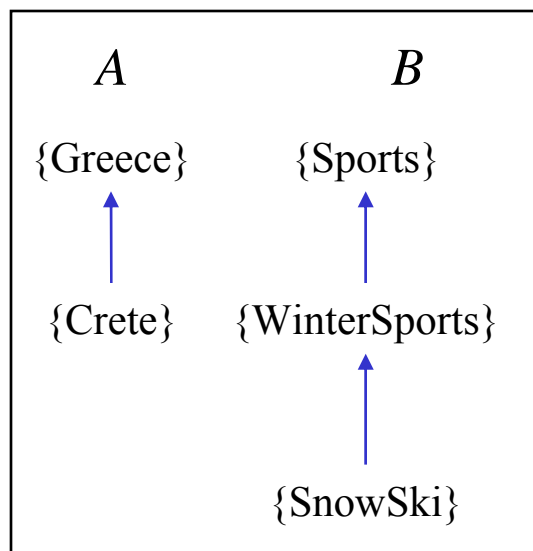 A B
{Greece} {Sports}
{Crete} {WinterSports}
{SnowSki}